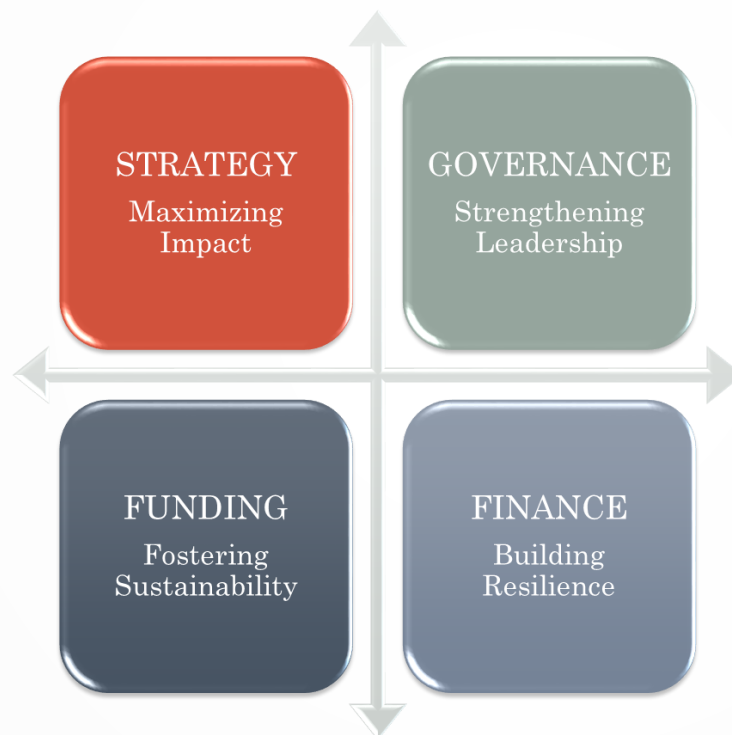 STRATEGY
Maximizing
Impact
GOVERNANCE
Strengthening
Leadership
FUNDING
Fostering
Sustainability
FINANCE
Building
Resilience